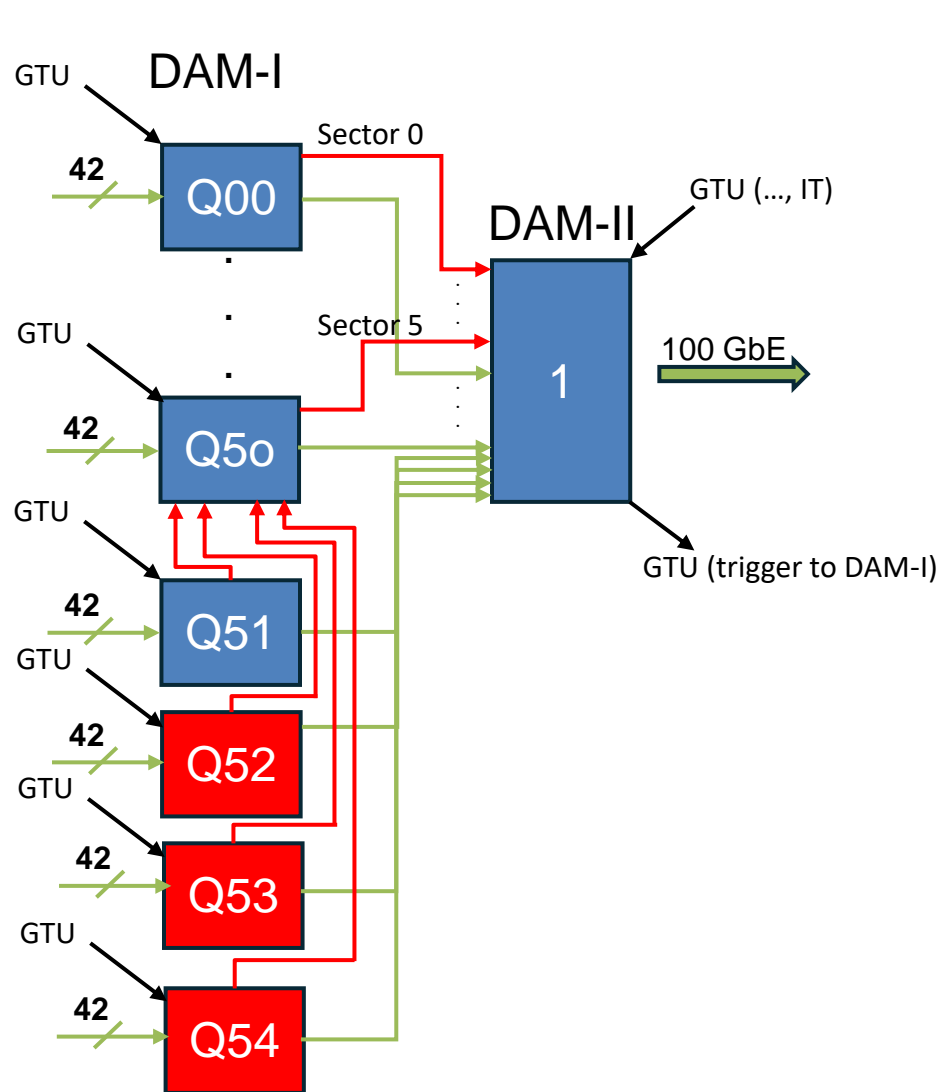 DAM-I
GTU
Sector 0
42
Q00
GTU (…, IT)
DAM-II
GTU
Sector 5
100 GbE
1
42
Q5o
GTU
GTU (trigger to DAM-I)
42
Q51
GTU
42
Q52
GTU
42
Q53
GTU
42
Q54